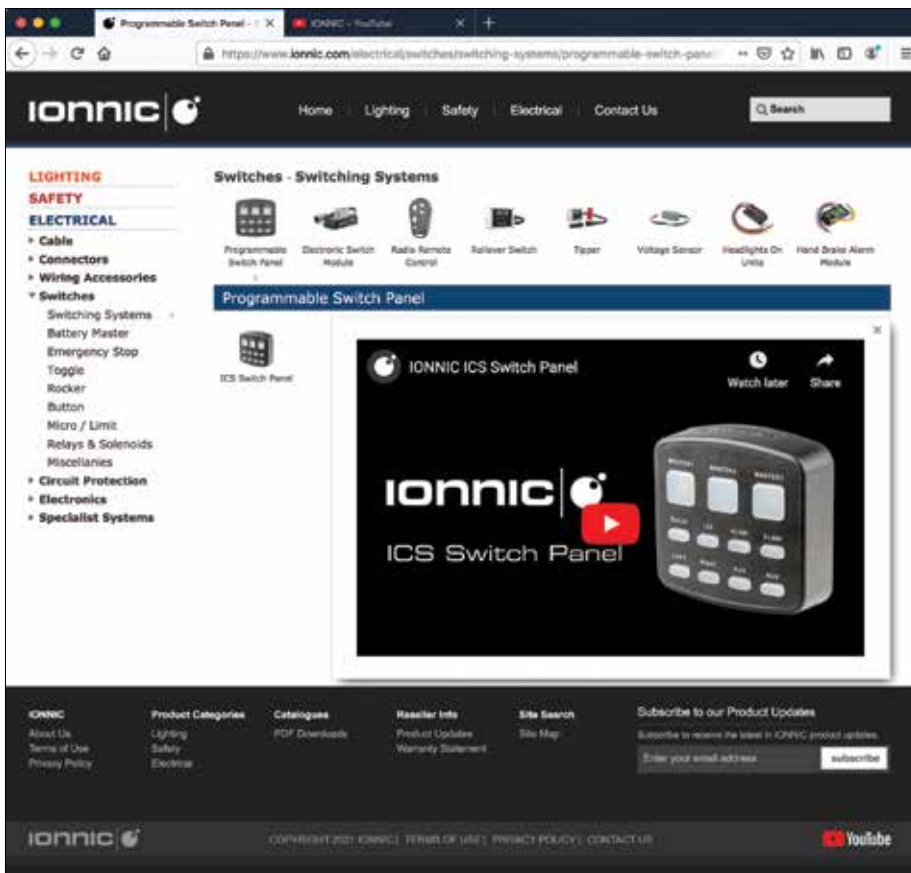 Programmable Switch Panel -
IONNIC - YouTube
https://www.ionnic.com/electrical/switches/switching-systems/programmable-switch-panel
IONNIC
Home
Lighting
Safety
Electrical
Contact Us
Search
LIGHTING
SAFETY
ELECTRICAL
Cable
Connectors
Wiring Accessories
Switches
Switching Systems
Battery Master
Emergency Stop
Toggle
Rocker
Button
Micro / Limit
Relays & Solenoids
Miscellanies
Circuit Protection
Electronics
Specialist Systems
Switches - Switching Systems
Programmable
Switch Panel
Electronic Switch
Module
Radio Remote
Control
Rollover Switch
Tipper
Voltage Sensor
Headlights On
Units
Hand Brake Alarm
Module
Programmable Switch Panel
ICS Switch Panel
IONNIC ICS Switch Panel
Watch later
Share
IONNIC
ICS Switch Panel
MASTER1
MASTER2
MASTER3
LEFT
RIGHT
AUX
AUX
IONNIC
About Us
Terms of Use
Privacy Policy
Product Categories
Lighting
Safety
Electrical
Catalogues
PDF Downloads
Reseller Info
Product Updates
Warranty Statement
Site Search
Site Map
Subscribe to our Product Updates
Subscribe to receive the latest in IONNIC product updates.
Enter your email address
subscribe
IONNIC
COPYRIGHT 2021 IONNIC | TERMS OF USE | PRIVACY POLICY | CONTACT US
YouTube